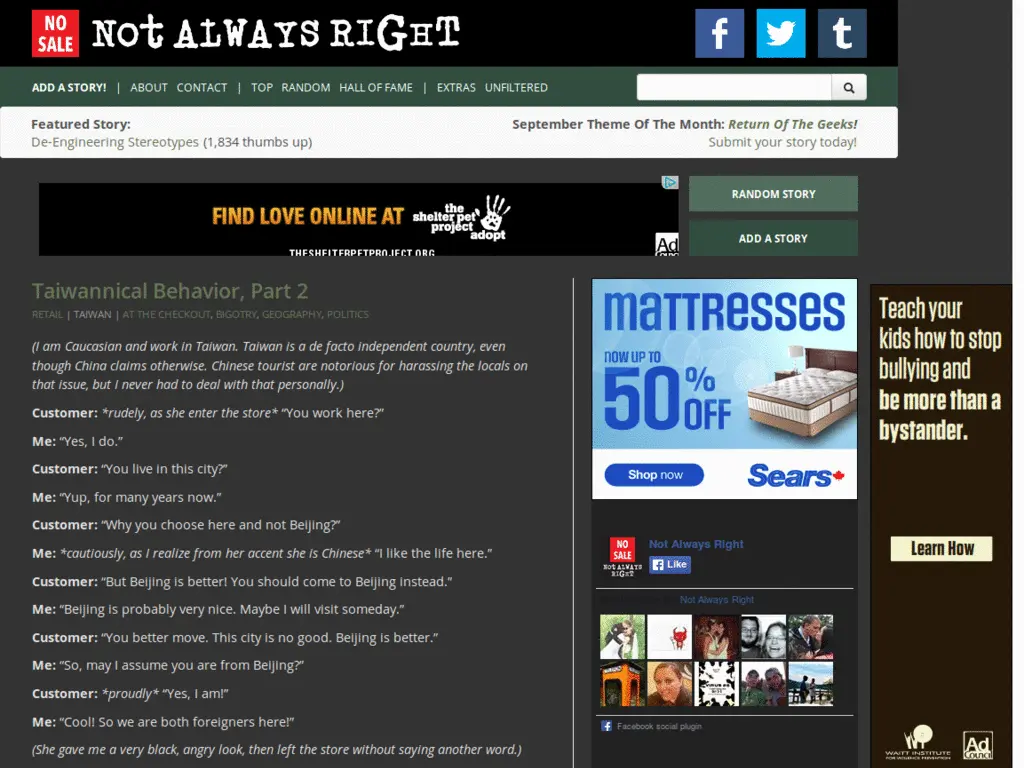 NO SALE NOT ALWAYS RIGHT
ADD A STORY! | ABOUT CONTACT | TOP RANDOM HALL OF FAME | EXTRAS UNFILTERED
Featured Story:
De-Engineering Stereotypes (1,834 thumbs up)
September Theme Of The Month: Return Of The Geeks!
Submit your story today!
FIND LOVE ONLINE AT the shelter pet project adopt
THESHELTERPETPROJECT.ORG
Ad
RANDOM STORY
ADD A STORY
Taiwannical Behavior, Part 2
RETAIL | TAIWAN | AT THE CHECKOUT, BIGOTRY, GEOGRAPHY, POLITICS
(I am Caucasian and work in Taiwan. Taiwan is a de facto independent country, even
though China claims otherwise. Chinese tourist are notorious for harassing the locals on
that issue, but I never had to deal with that personally.)
Customer: *rudely, as she enter the store* “You work here?”
Me: “Yes, I do.”
Customer: “You live in this city?”
Me: “Yup, for many years now.”
Customer: “Why you choose here and not Beijing?”
Me: *cautiously, as I realize from her accent she is Chinese* “I like the life here.”
Customer: “But Beijing is better! You should come to Beijing instead.”
Me: “Beijing is probably very nice. Maybe I will visit someday.”
Customer: “You better move. This city is no good. Beijing is better.”
Me: “So, may I assume you are from Beijing?”
Customer: *proudly* “Yes, I am!”
Me: “Cool! So we are both foreigners here!”
(She gave me a very black, angry look, then left the store without saying another word.)
MATTRESSES
NOW UP TO
50% OFF
Shop now
Sears
NO SALE
NOT ALWAYS RIGHT
Not Always Right
Like
Not Always Right
Facebook social plugin
Teach your
kids how to stop
bullying and
be more than a
bystander.
Learn How
WAITT INSTITUTE
FOR VIOLENCE PREVENTION
Ad Council